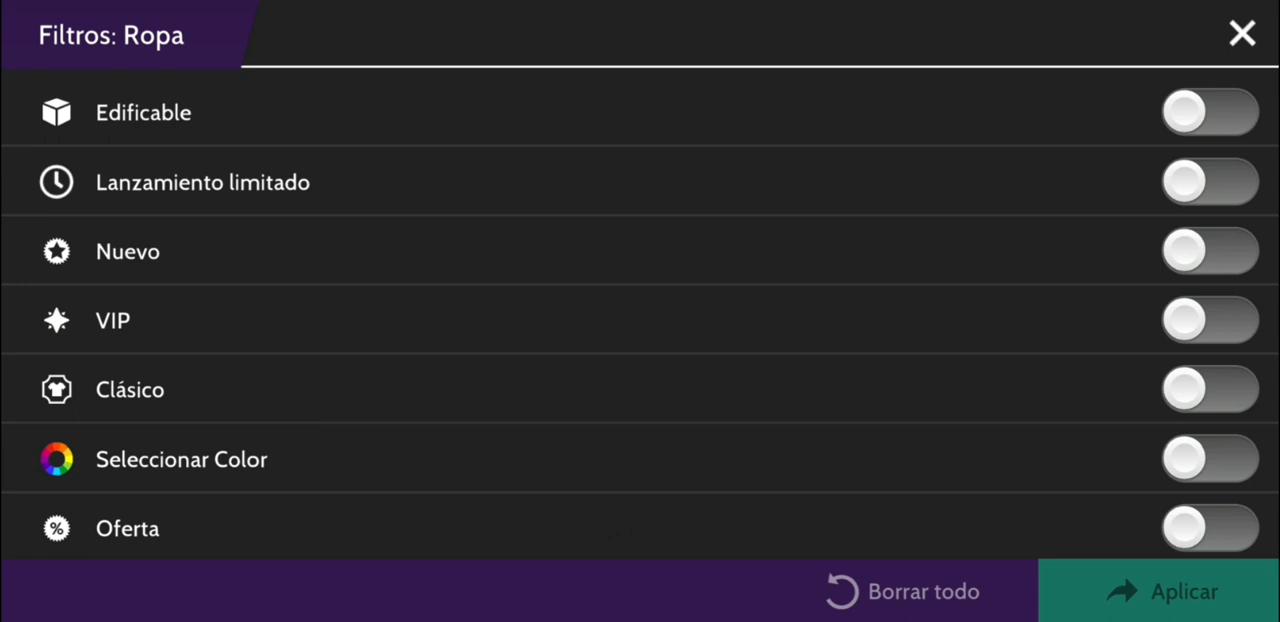 Filtros: Ropa
Edificable
Lanzamiento limitado
Nuevo
VIP
Clásico
Seleccionar Color
% Oferta
Borrar todo
Aplicar